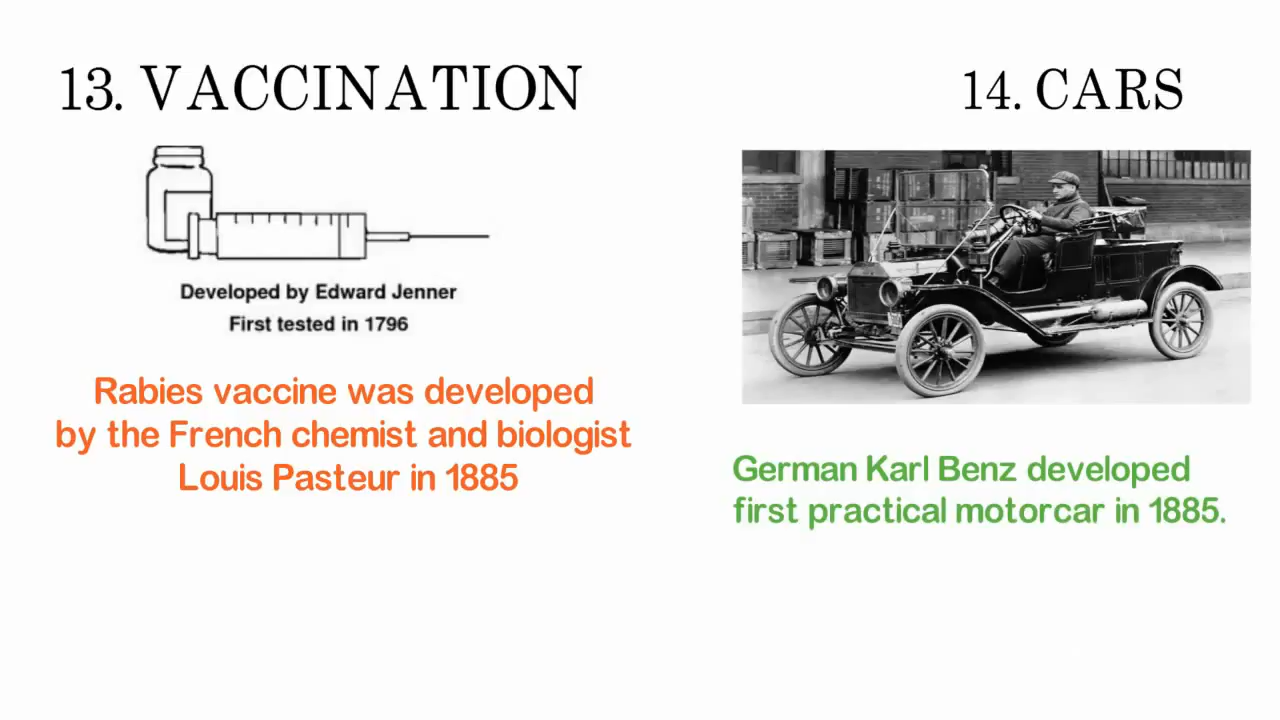 13. VACCINATION
Developed by Edward Jenner
First tested in 1796
Rabies vaccine was developed
by the French chemist and biologist
Louis Pasteur in 1885
14. CARS
German Karl Benz developed
first practical motorcar in 1885.